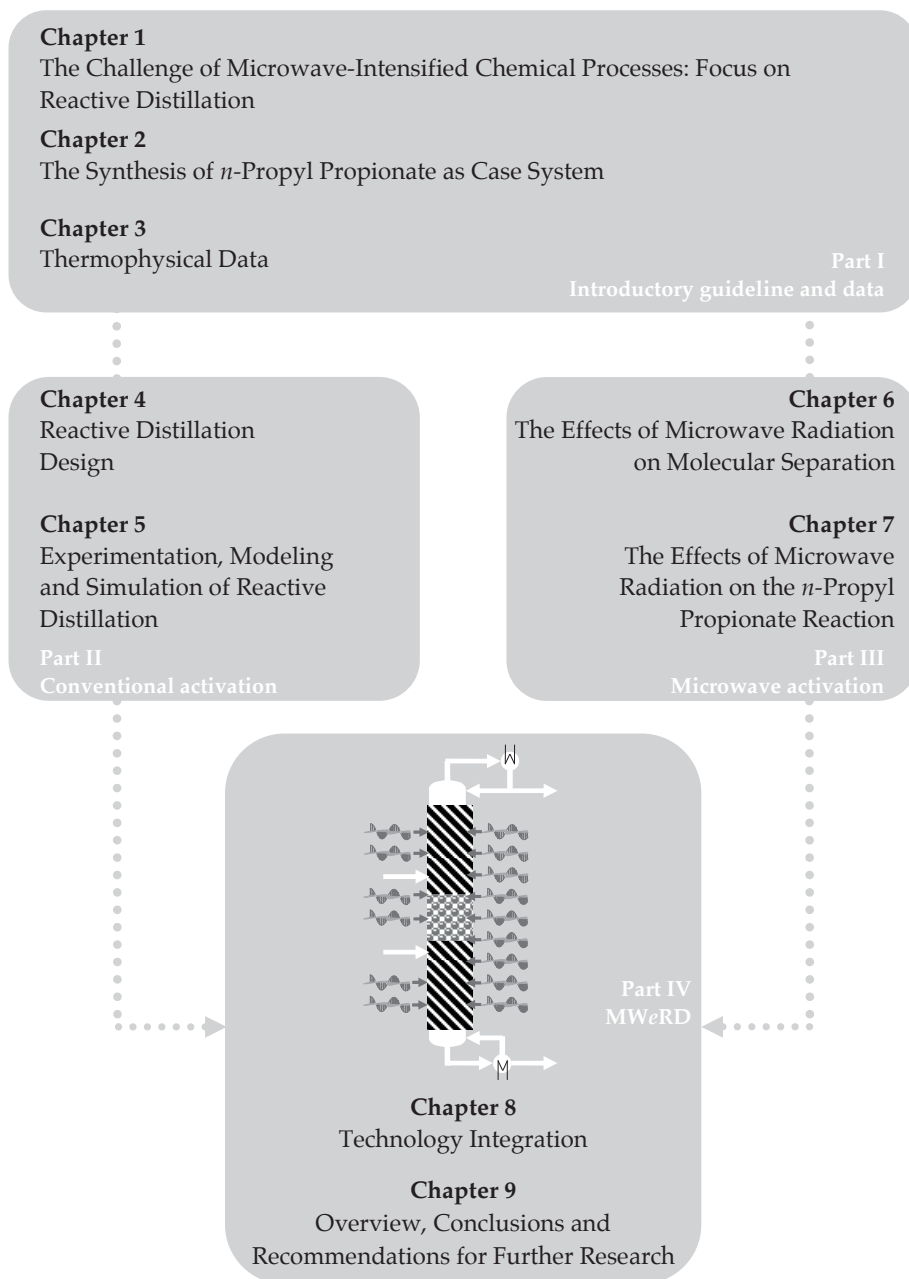 Chapter 1
The Challenge of Microwave-Intensified Chemical Processes: Focus on
Reactive Distillation
Chapter 2
The Synthesis of n-Propyl Propionate as Case System
Chapter 3
Thermophysical Data
Part I
Introductory guideline and data
Chapter 4
Reactive Distillation
Design
Chapter 5
Experimentation, Modeling
and Simulation of Reactive
Distillation
Part II
Conventional activation
Chapter 6
The Effects of Microwave Radiation
on Molecular Separation
Chapter 7
The Effects of Microwave
Radiation on the n-Propyl
Propionate Reaction
Part III
Microwave activation
Part IV
MWeRD
Chapter 8
Technology Integration
Chapter 9
Overview, Conclusions and
Recommendations for Further Research